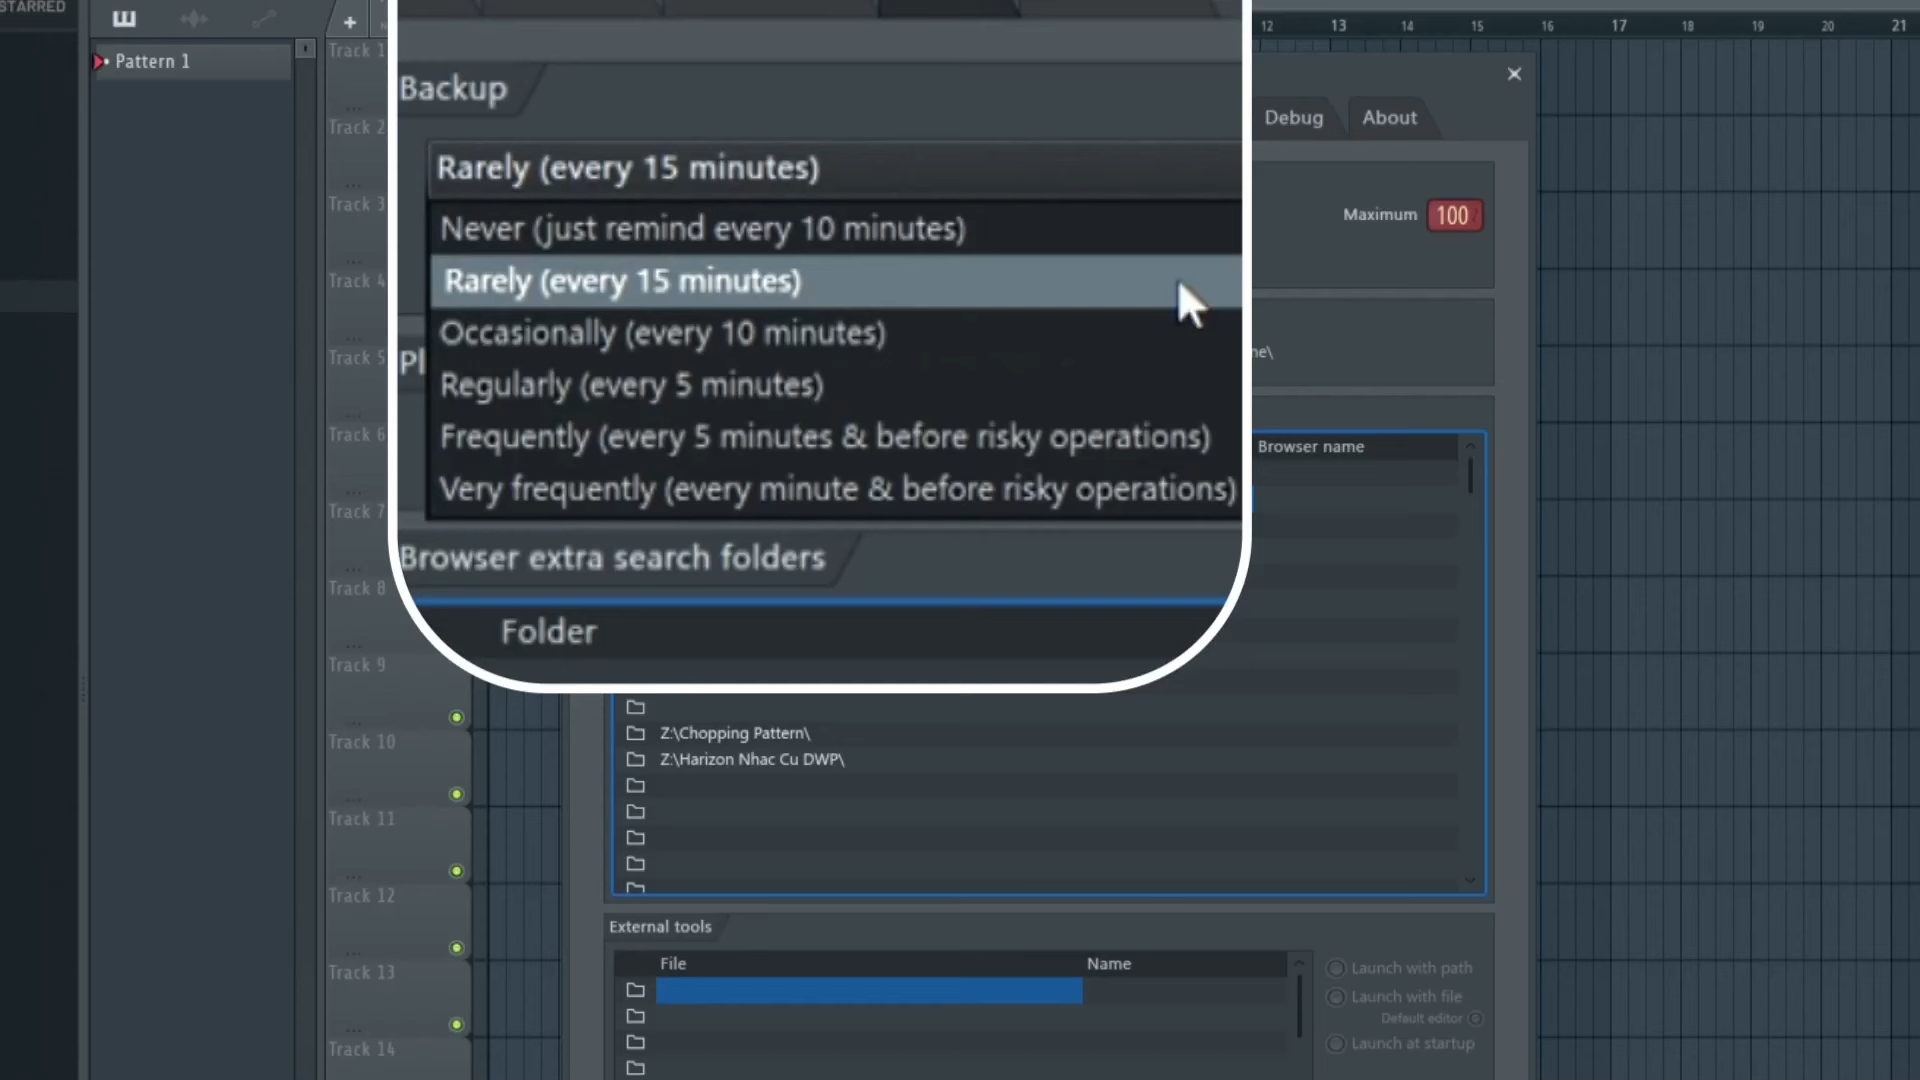 STARRED
Pattern 1
Track 1
Track 2
Track 3
Track 4
Track 5
Track 6
Track 7
Track 8
Track 9
Track 10
Track 11
Track 12
Track 13
Track 14
12 13 14 15 16 17 18 19 20 21
Debug About
Backup
Rarely (every 15 minutes)
Never (just remind every 10 minutes)
Rarely (every 15 minutes)
Occasionally (every 10 minutes)
Regularly (every 5 minutes)
Frequently (every 5 minutes & before risky operations)
Very frequently (every minute & before risky operations)
Maximum 100
Browser extra search folders
Folder
Browser name
Z:\Chopping Pattern\
Z:\Harizon Nhac Cu DWP\
External tools
File Name
Launch with path
Launch with file
Default editor
Launch at startup